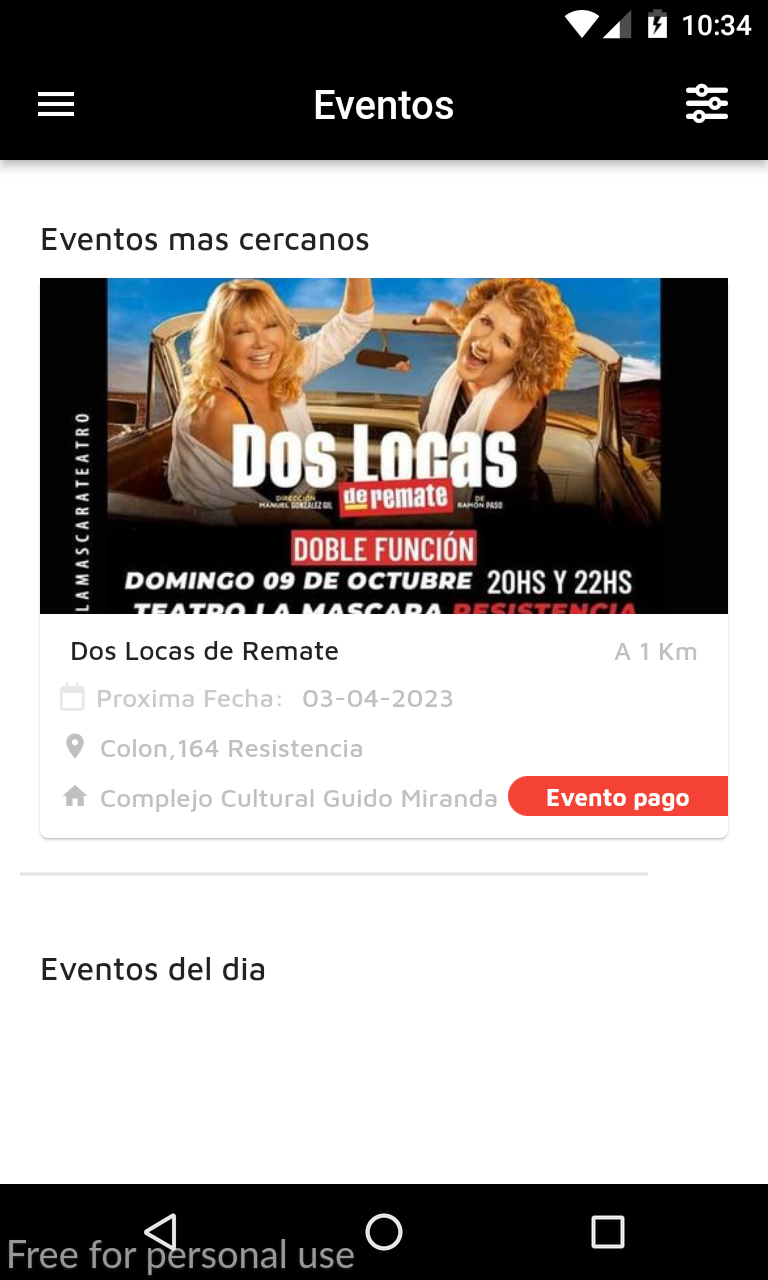 10:34
Eventos
Eventos mas cercanos
LAMASCARATEATRO
Dos Locas
de remate
DIRECCIÓN
MANUEL GONZÁLEZ GIL
DE
RAMÓN PASO
DOBLE FUNCIÓN
DOMINGO 09 DE OCTUBRE 20HS Y 22HS
TEATRO LA MASCARA RESISTENCIA
Dos Locas de Remate
A 1 Km
Proxima Fecha: 03-04-2023
Colon,164 Resistencia
Complejo Cultural Guido Miranda
Evento pago
Eventos del dia
Free for personal use